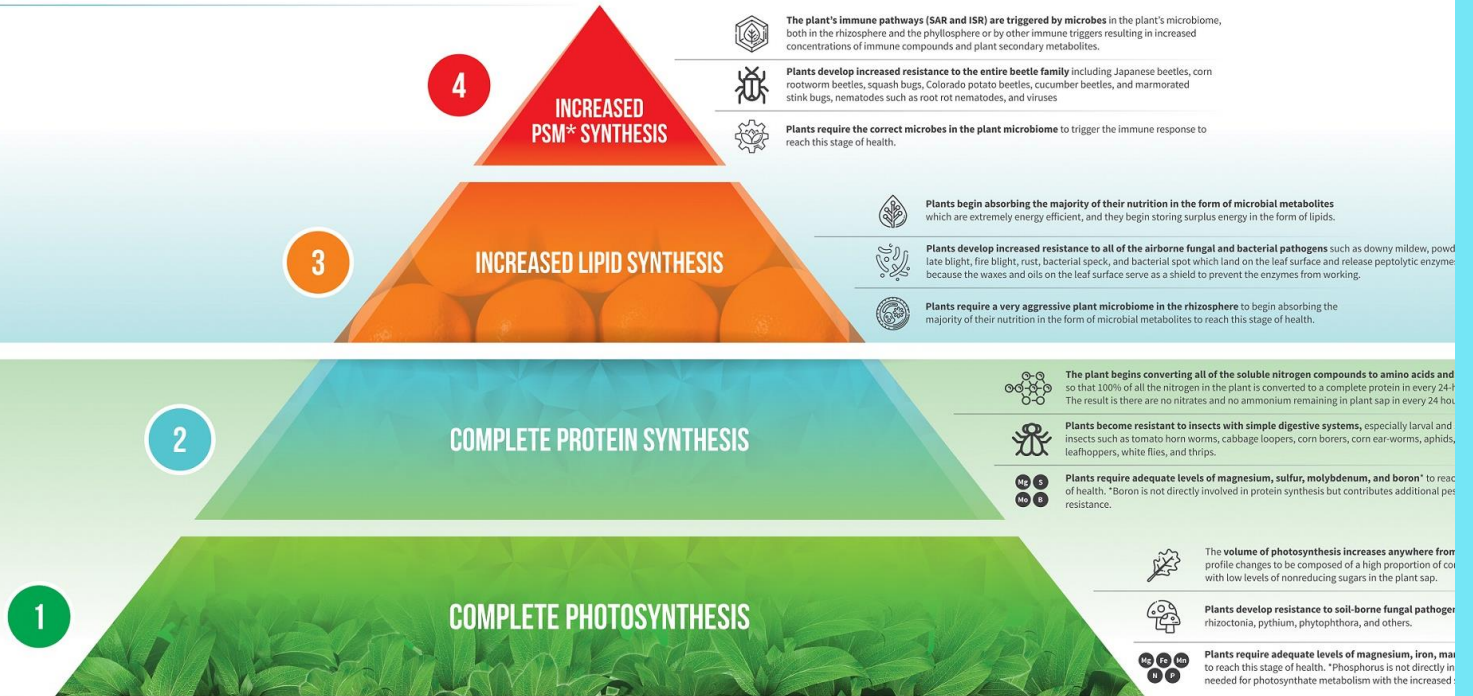 4
INCREASED
PSM* SYNTHESIS
The plant's immune pathways (SAR and ISR) are triggered by microbes in the plant's microbiome,
both in the rhizosphere and the phyllosphere or by other immune triggers resulting in increased
concentrations of immune compounds and plant secondary metabolites.
Plants develop increased resistance to the entire beetle family including Japanese beetles, corn
rootworm beetles, squash bugs, Colorado potato beetles, cucumber beetles, and marmorated
stink bugs, nematodes such as root rot nematodes, and viruses
Plants require the correct microbes in the plant microbiome to trigger the immune response to
reach this stage of health.
3
INCREASED LIPID SYNTHESIS
Plants begin absorbing the majority of their nutrition in the form of microbial metabolites
which are extremely energy efficient, and they begin storing surplus energy in the form of lipids.
Plants develop increased resistance to all of the airborne fungal and bacterial pathogens such as downy mildew, powd
late blight, fire blight, rust, bacterial speck, and bacterial spot which land on the leaf surface and release peptolytic enzyme
because the waxes and oils on the leaf surface serve as a shield to prevent the enzymes from working.
Plants require a very aggressive plant microbiome in the rhizosphere to begin absorbing the
majority of their nutrition in the form of microbial metabolites to reach this stage of health.
2
COMPLETE PROTEIN SYNTHESIS
The plant begins converting all of the soluble nitrogen compounds to amino acids and
so that 100% of all the nitrogen in the plant is converted to a complete protein in every 24-h
The result is there are no nitrates and no ammonium remaining in plant sap in every 24 hou
Plants become resistant to insects with simple digestive systems, especially larval and
insects such as tomato horn worms, cabbage loopers, corn borers, corn ear-worms, aphids,
leafhoppers, white flies, and thrips.
Mg S
Mo B
Plants require adequate levels of magnesium, sulfur, molybdenum, and boron* to reac
of health. *Boron is not directly involved in protein synthesis but contributes additional pes
resistance.
1
COMPLETE PHOTOSYNTHESIS
The volume of photosynthesis increases anywhere from
profile changes to be composed of a high proportion of co
with low levels of nonreducing sugars in the plant sap.
Plants develop resistance to soil-borne fungal pathoge
rhizoctonia, pythium, phytophthora, and others.
Mg Fe Mn
N P
Plants require adequate levels of magnesium, iron, ma
to reach this stage of health. *Phosphorus is not directly in
needed for photosynthate metabolism with the increased